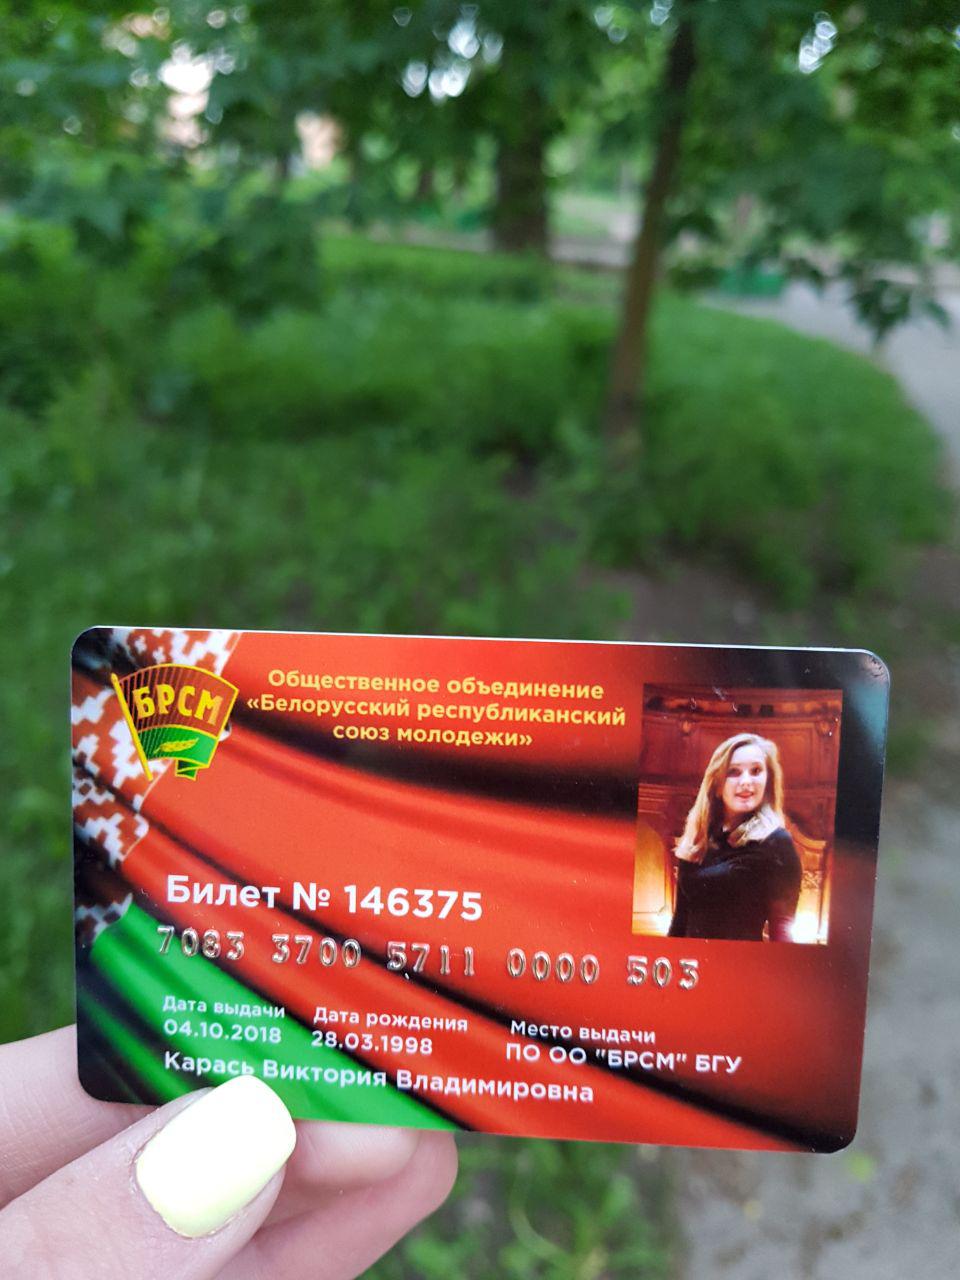 БРСМ
Общественное объединение
«Белорусский республиканский
союз молодежи»
Билет № 146375
7083 3700 5711 0000 503
Дата выдачи
04.10.2018
Дата рождения
28.03.1998
Место выдачи
ПО ОО "БРСМ" БГУ
Карась Виктория Владимировна